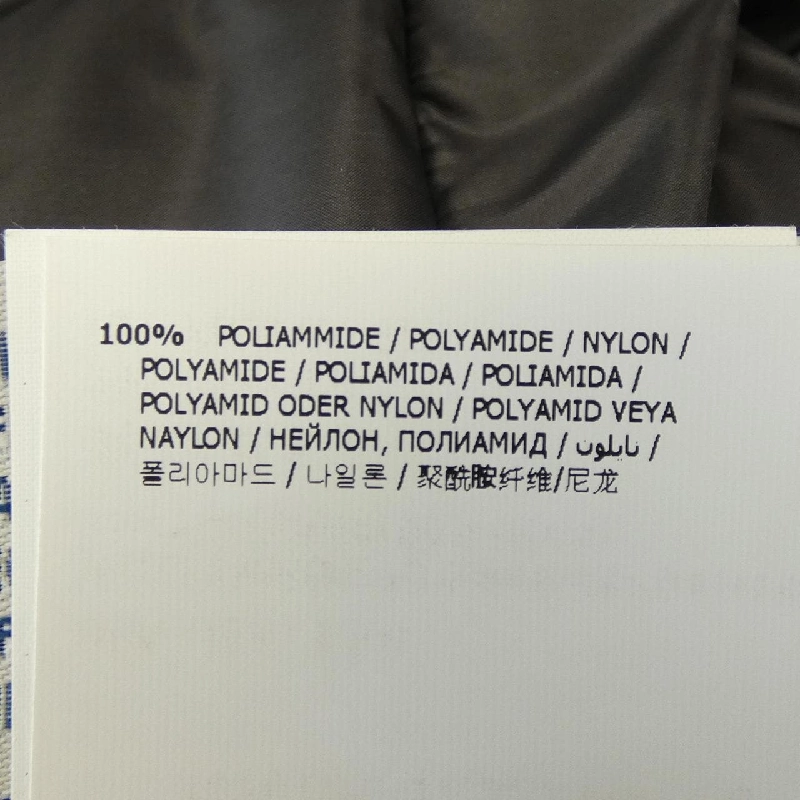 100% POLIAMMIDE / POLYAMIDE / NYLON /
POLYAMIDE / POLIAMIDA / POLIAMIDA /
POLYAMID ODER NYLON / POLYAMID VEYA
NAYLON / НЕЙЛОН, ПОЛИАМИД / نايلون /
폴리아마드 / 나일론 / 聚酰胺纤维/尼龙